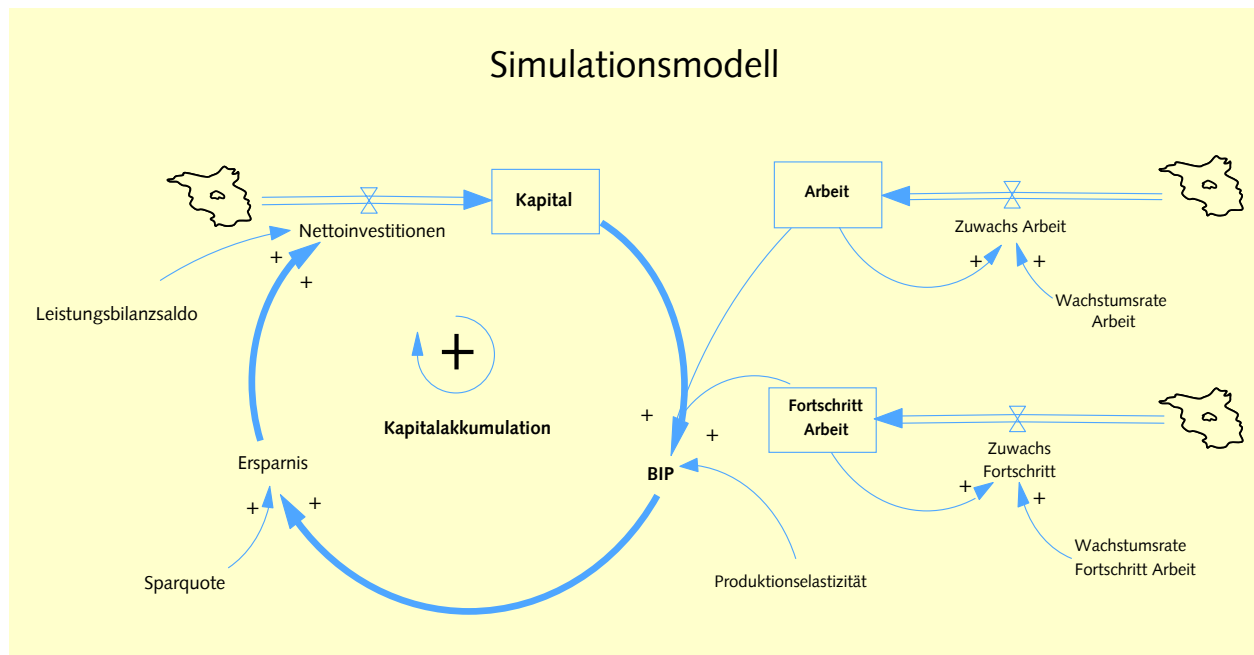 Simulationsmodell
Kapital
Nettoinvestitionen
+
+
Leistungsbilanzsaldo
+
Kapitalakkumulation
Ersparnis
+
+
Sparquote
+
+
BIP
Produktionselastizität
Arbeit
Zuwachs Arbeit
+
+
Wachstumsrate
Arbeit
Fortschritt
Arbeit
Zuwachs
Fortschritt
+
+
Wachstumsrate
Fortschritt Arbeit